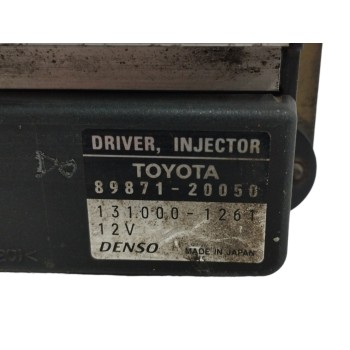 DRIVER, INJECTOR
TOYOTA
89871-20050
131000-1261
12V
DENSO MADE IN JAPAN